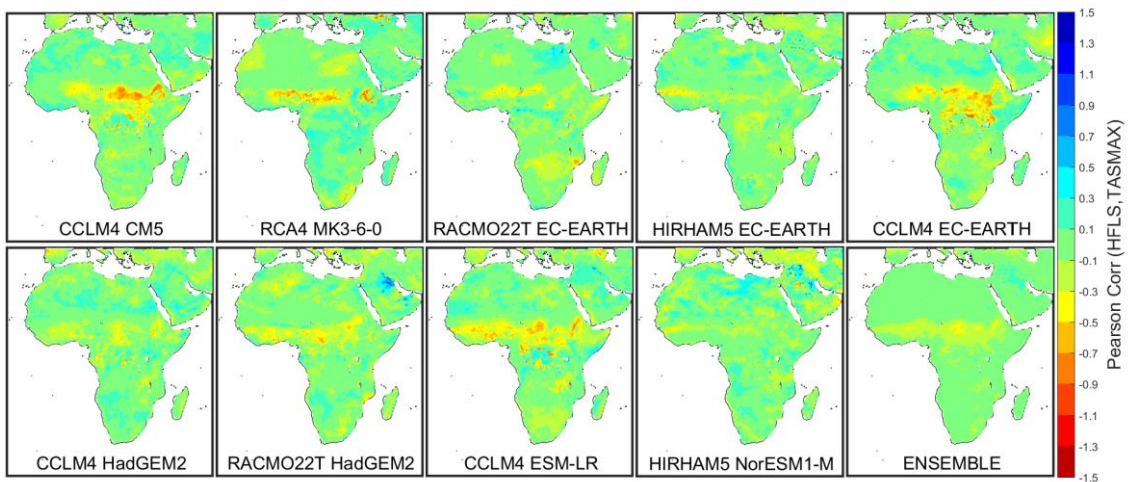 CCLM4 CM5
RCA4 MK3-6-0
RACMO22T EC-EARTH
HIRHAM5 EC-EARTH
CCLM4 EC-EARTH
CCLM4 HadGEM2
RACMO22T HadGEM2
CCLM4 ESM-LR
HIRHAM5 NorESM1-M
ENSEMBLE
1.5
1.3
1.1
0.9
0.7
0.5
0.3
0.1
-0.1
-0.3
-0.5
-0.7
-0.9
-1.1
-1.3
-1.5
Pearson Corr (HFLS,TASMAX)